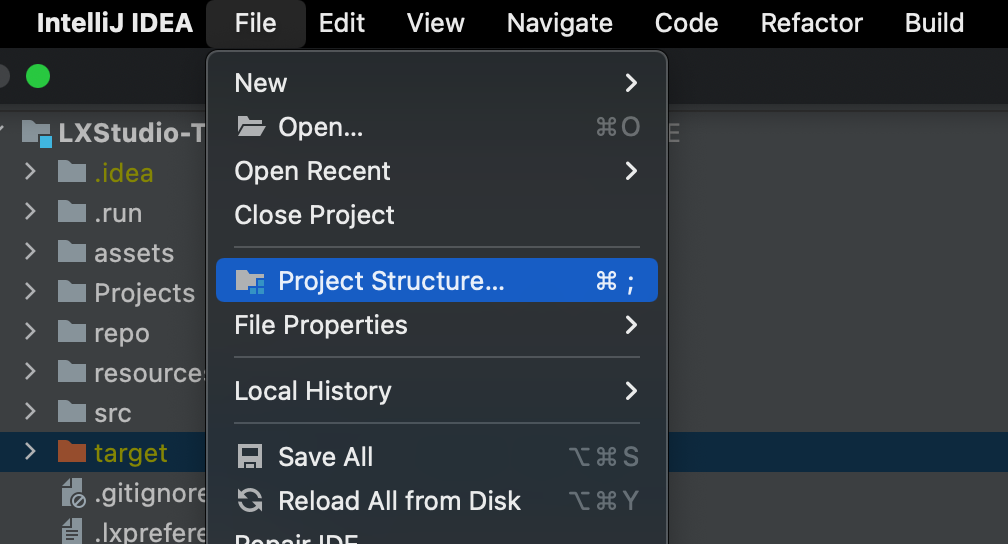 IntelliJ IDEA File Edit View Navigate Code Refactor Build
New
Open... ⌘O
Open Recent
Close Project
Project Structure... ⌘ ;
File Properties
Local History
Save All ⌥⌘S
Reload All from Disk ⌥⌘Y
Repair IDE
LXStudio-T E
.idea
.run
assets
Projects
repo
resources
src
target
.gitignore
.lxprefere